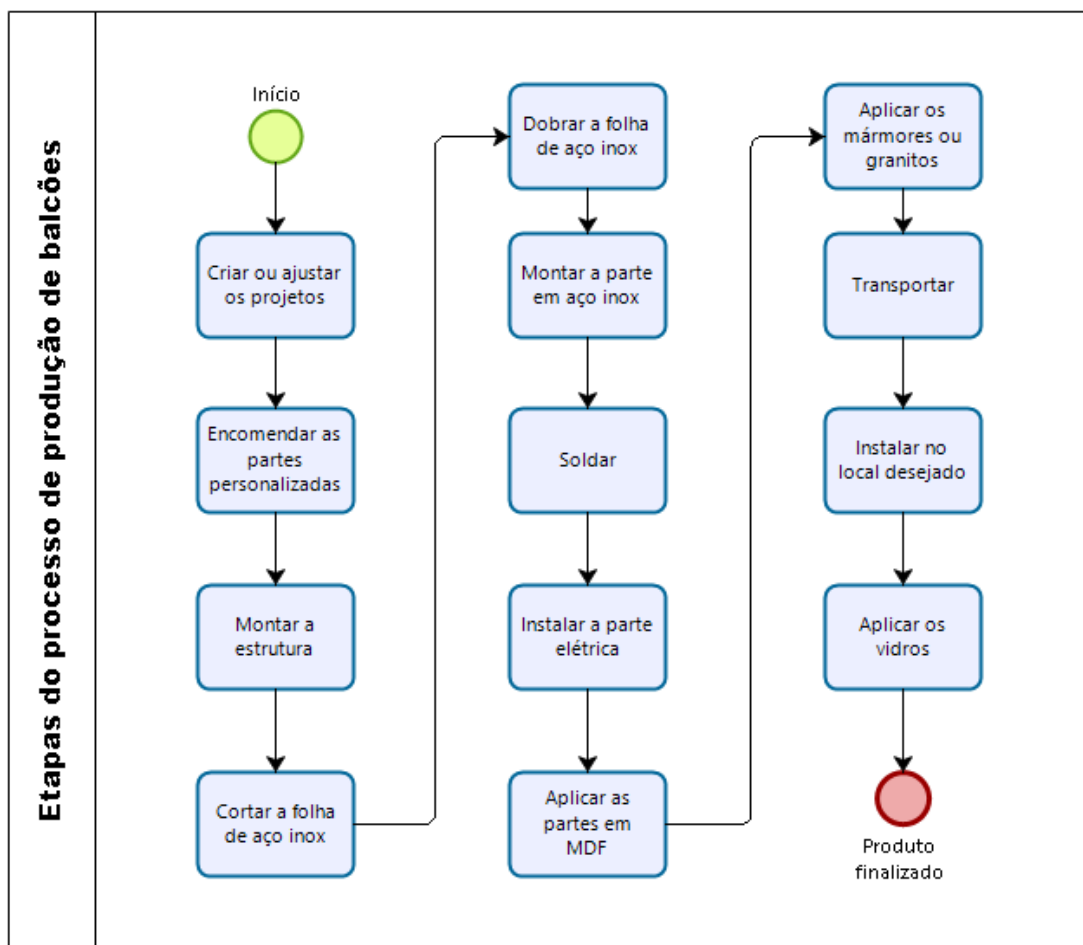 Etapas do processo de produção de balcões
Início
Criar ou ajustar
os projetos
Encomendar as
partes
personalizadas
Montar a
estrutura
Cortar a folha
de aço inox
Dobrar a folha
de aço inox
Montar a parte
em aço inox
Soldar
Instalar a parte
elétrica
Aplicar as
partes em
MDF
Aplicar os
mármores ou
granitos
Transportar
Instalar no
local desejado
Aplicar os
vidros
Produto
finalizado